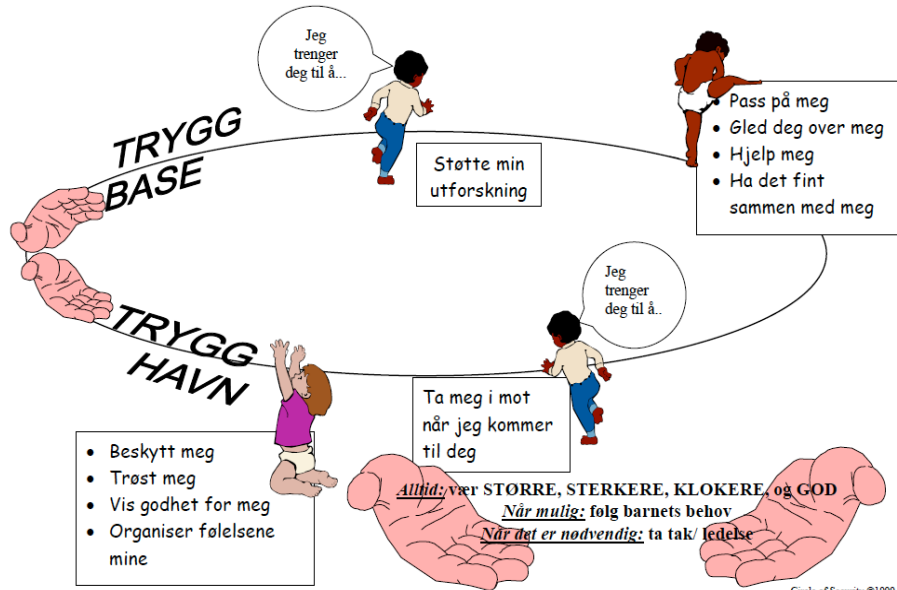 Jeg
trenger
deg til å...
TRYGG
BASE
Støtte min
utforskning
• Pass på meg
• Gled deg over meg
• Hjelp meg
• Ha det fint
sammen med meg
Jeg
trenger
deg til å..
TRYGG
HAVN
Ta meg i mot
når jeg kommer
til deg
• Beskytt meg
• Trøst meg
• Vis godhet for meg
• Organiser følelsene
mine
Alltid: vær STØRRE, STERKERE, KLOKERE, og GOD
Når mulig: følg barnets behov
Når det er nødvendig: ta tak/ ledelse